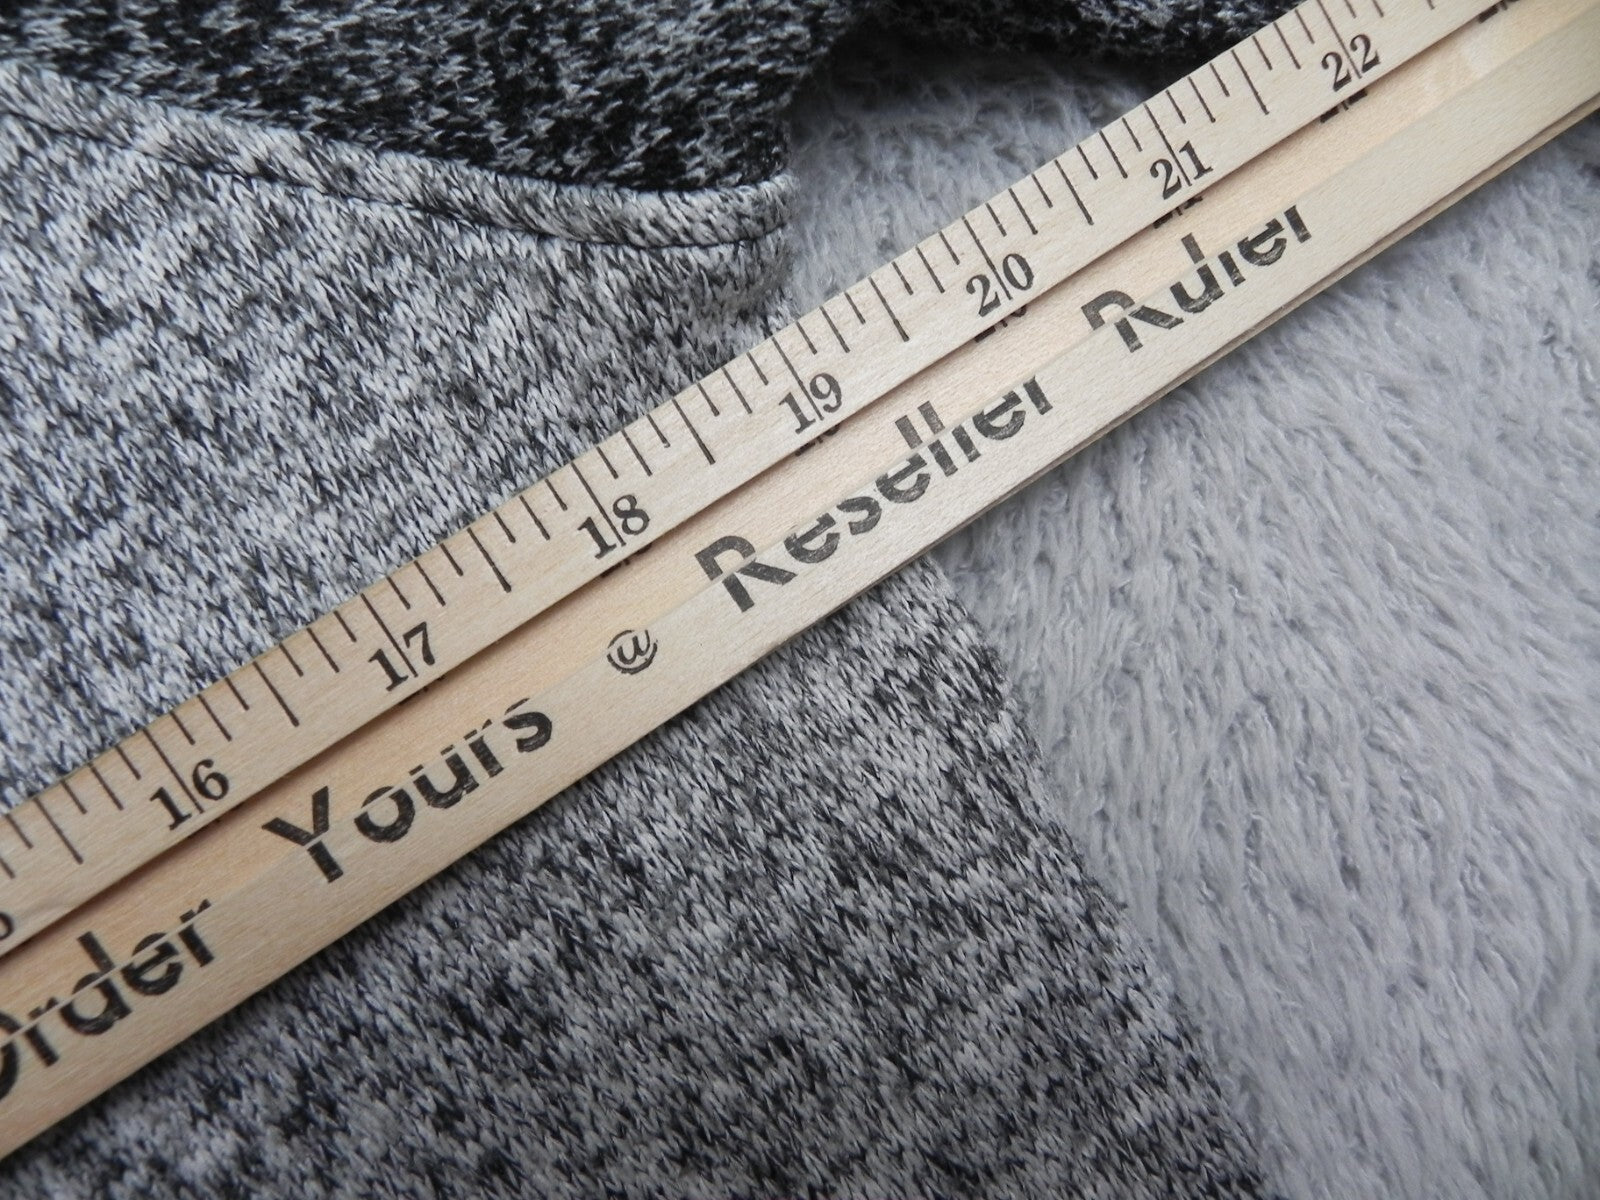 16 17 18 19 20 21 22
Order Yours @ Reseller Ruler